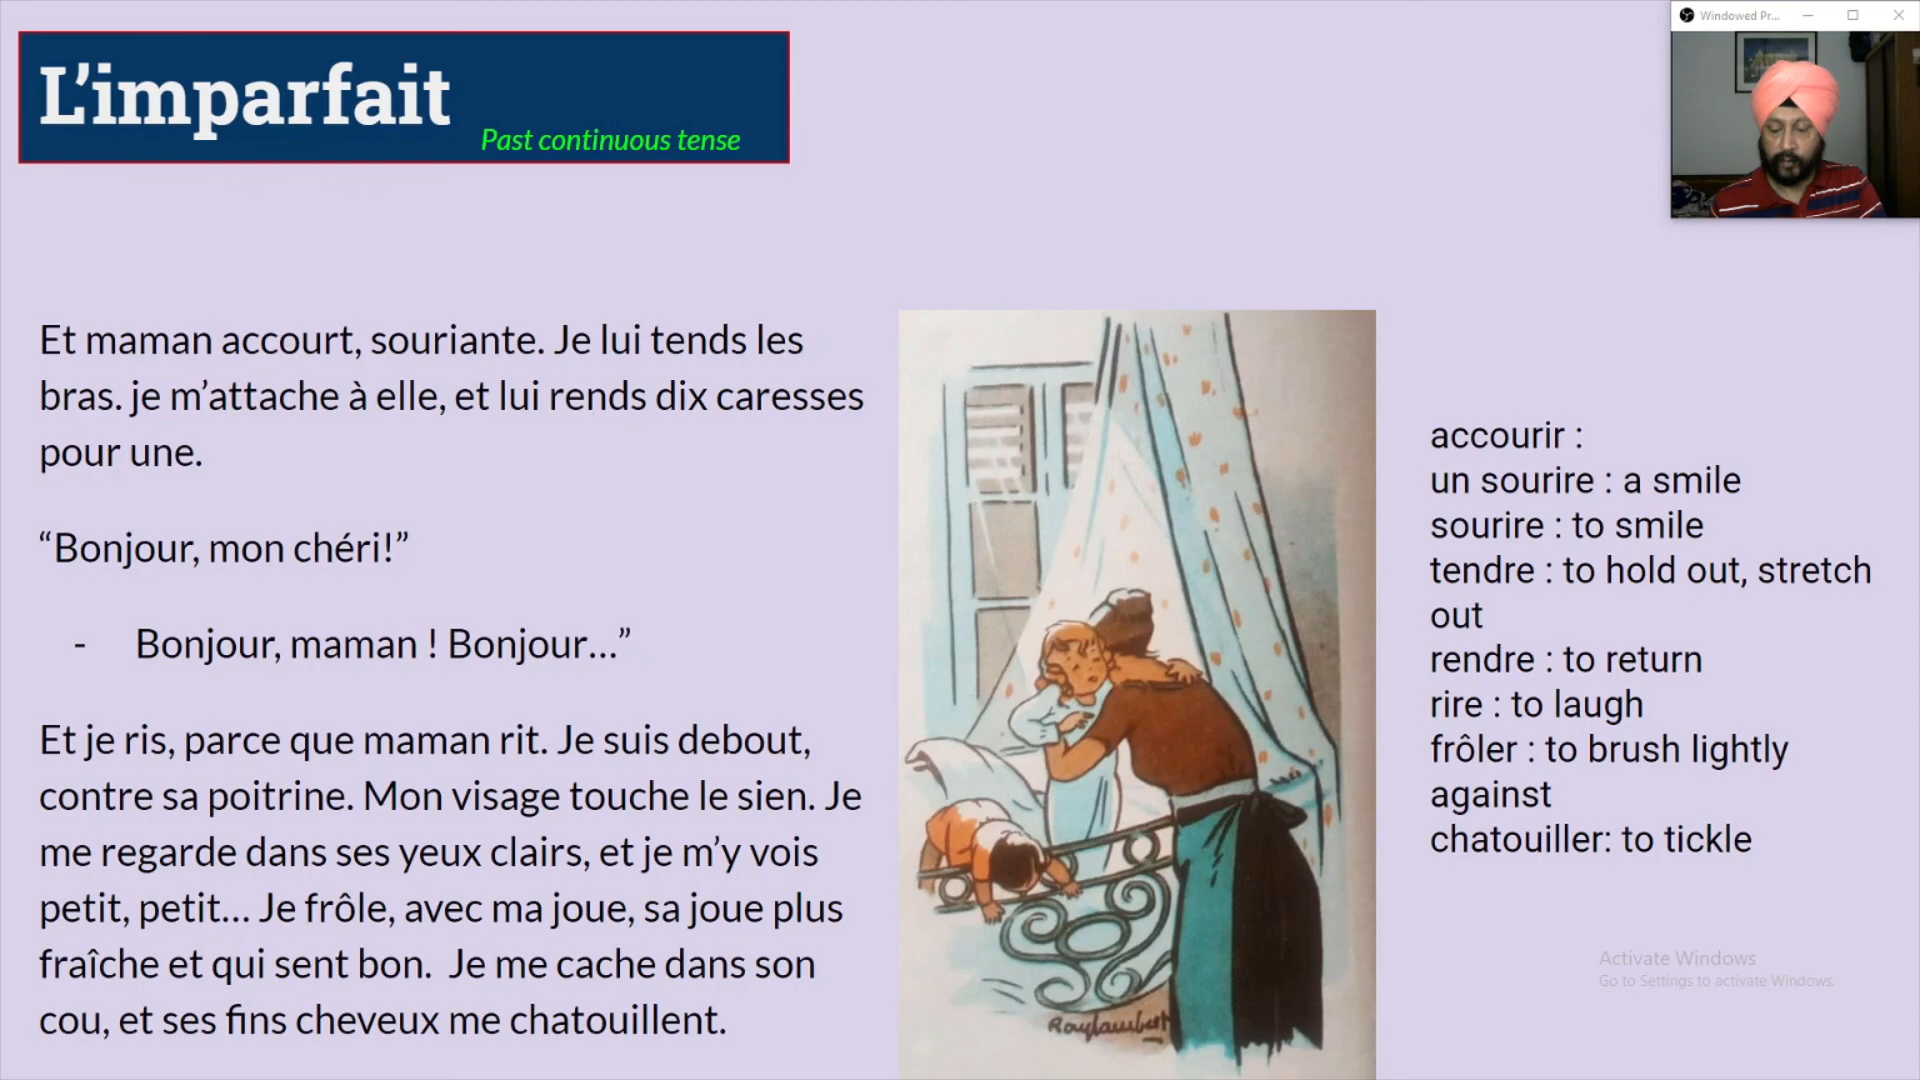 L’imparfait
Past continuous tense
Windowed Pr...
Et maman accourt, souriante. Je lui tends les
bras. je m’attache à elle, et lui rends dix caresses
pour une.
“Bonjour, mon chéri!”
- Bonjour, maman ! Bonjour...”
Et je ris, parce que maman rit. Je suis debout,
contre sa poitrine. Mon visage touche le sien. Je
me regarde dans ses yeux clairs, et je m’y vois
petit, petit... Je frôle, avec ma joue, sa joue plus
fraîche et qui sent bon. Je me cache dans son
cou, et ses fins cheveux me chatouillent.
Raylambert
accourir :
un sourire : a smile
sourire : to smile
tendre : to hold out, stretch
out
rendre : to return
rire : to laugh
frôler : to brush lightly
against
chatouiller: to tickle
Activate Windows
Go to Settings to activate Windows.